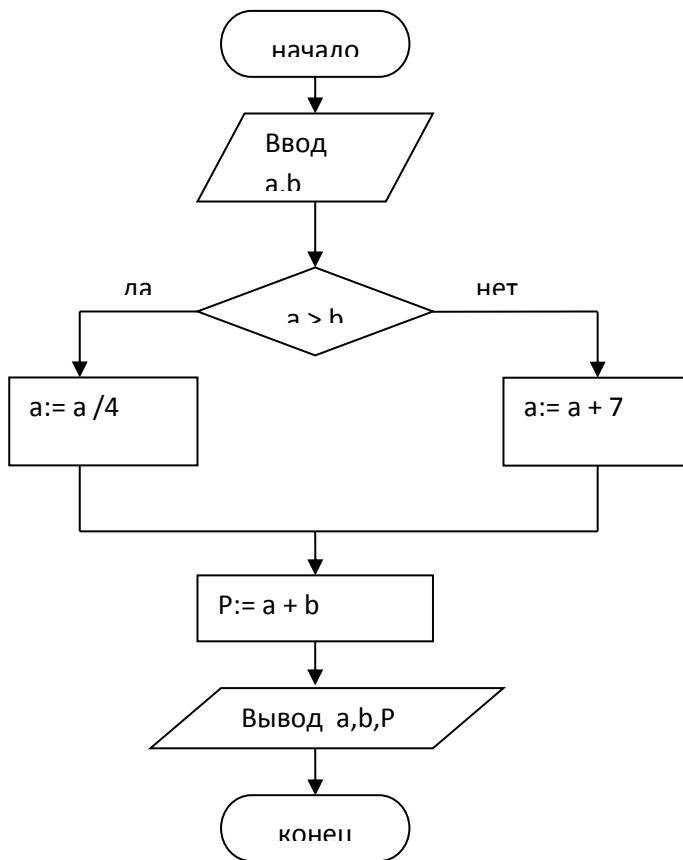 начало
Ввод
a,b
a > b
да
нет
a:= a /4
a:= a + 7
P:= a + b
Вывод a,b,P
конец